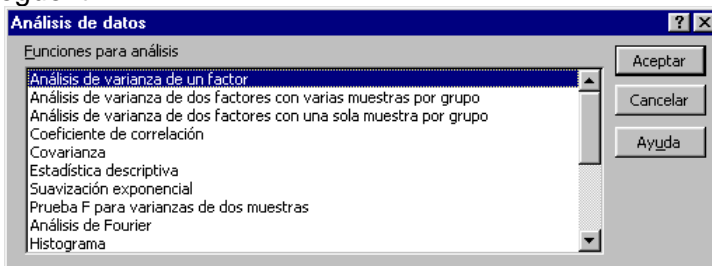 Análisis de datos
Funciones para análisis
Análisis de varianza de un factor
Análisis de varianza de dos factores con varias muestras por grupo
Análisis de varianza de dos factores con una sola muestra por grupo
Coeficiente de correlación
Covarianza
Estadística descriptiva
Suavización exponencial
Prueba F para varianzas de dos muestras
Análisis de Fourier
Histograma
Aceptar
Cancelar
Ayuda